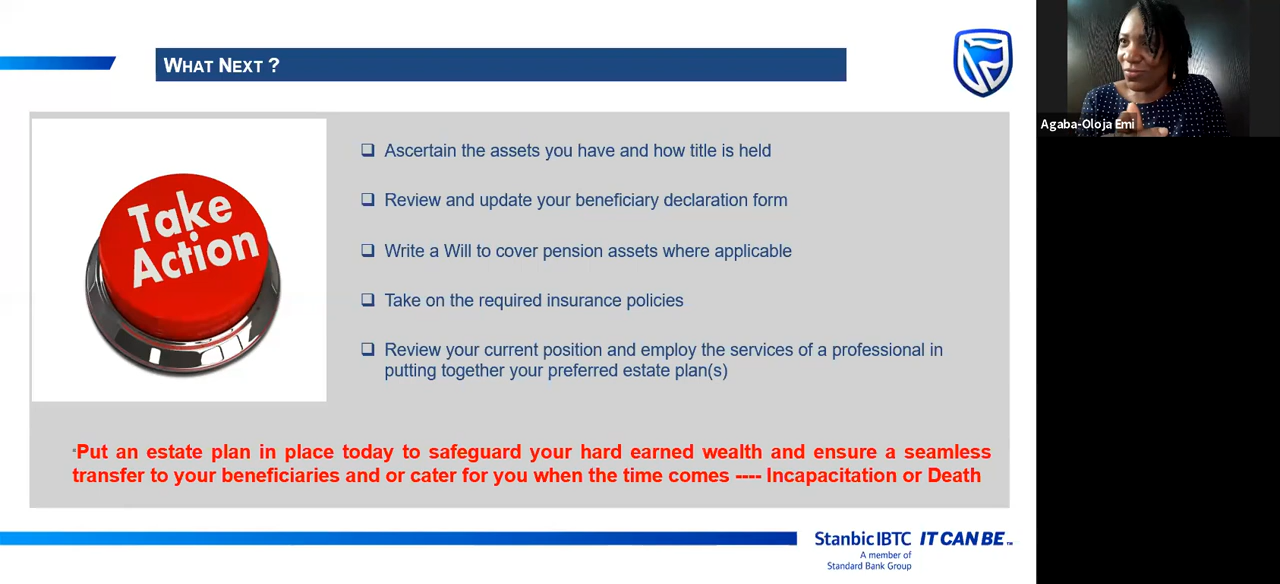 WHAT NEXT ?
Agaba-Oloja Emi
Take
Action
❑ Ascertain the assets you have and how title is held
❑ Review and update your beneficiary declaration form
❑ Write a Will to cover pension assets where applicable
❑ Take on the required insurance policies
❑ Review your current position and employ the services of a professional in
putting together your preferred estate plan(s)
·Put an estate plan in place today to safeguard your hard earned wealth and ensure a seamless
transfer to your beneficiaries and or cater for you when the time comes ---- Incapacitation or Death
Stanbic IBTC IT CAN BE™
A member of
Standard Bank Group